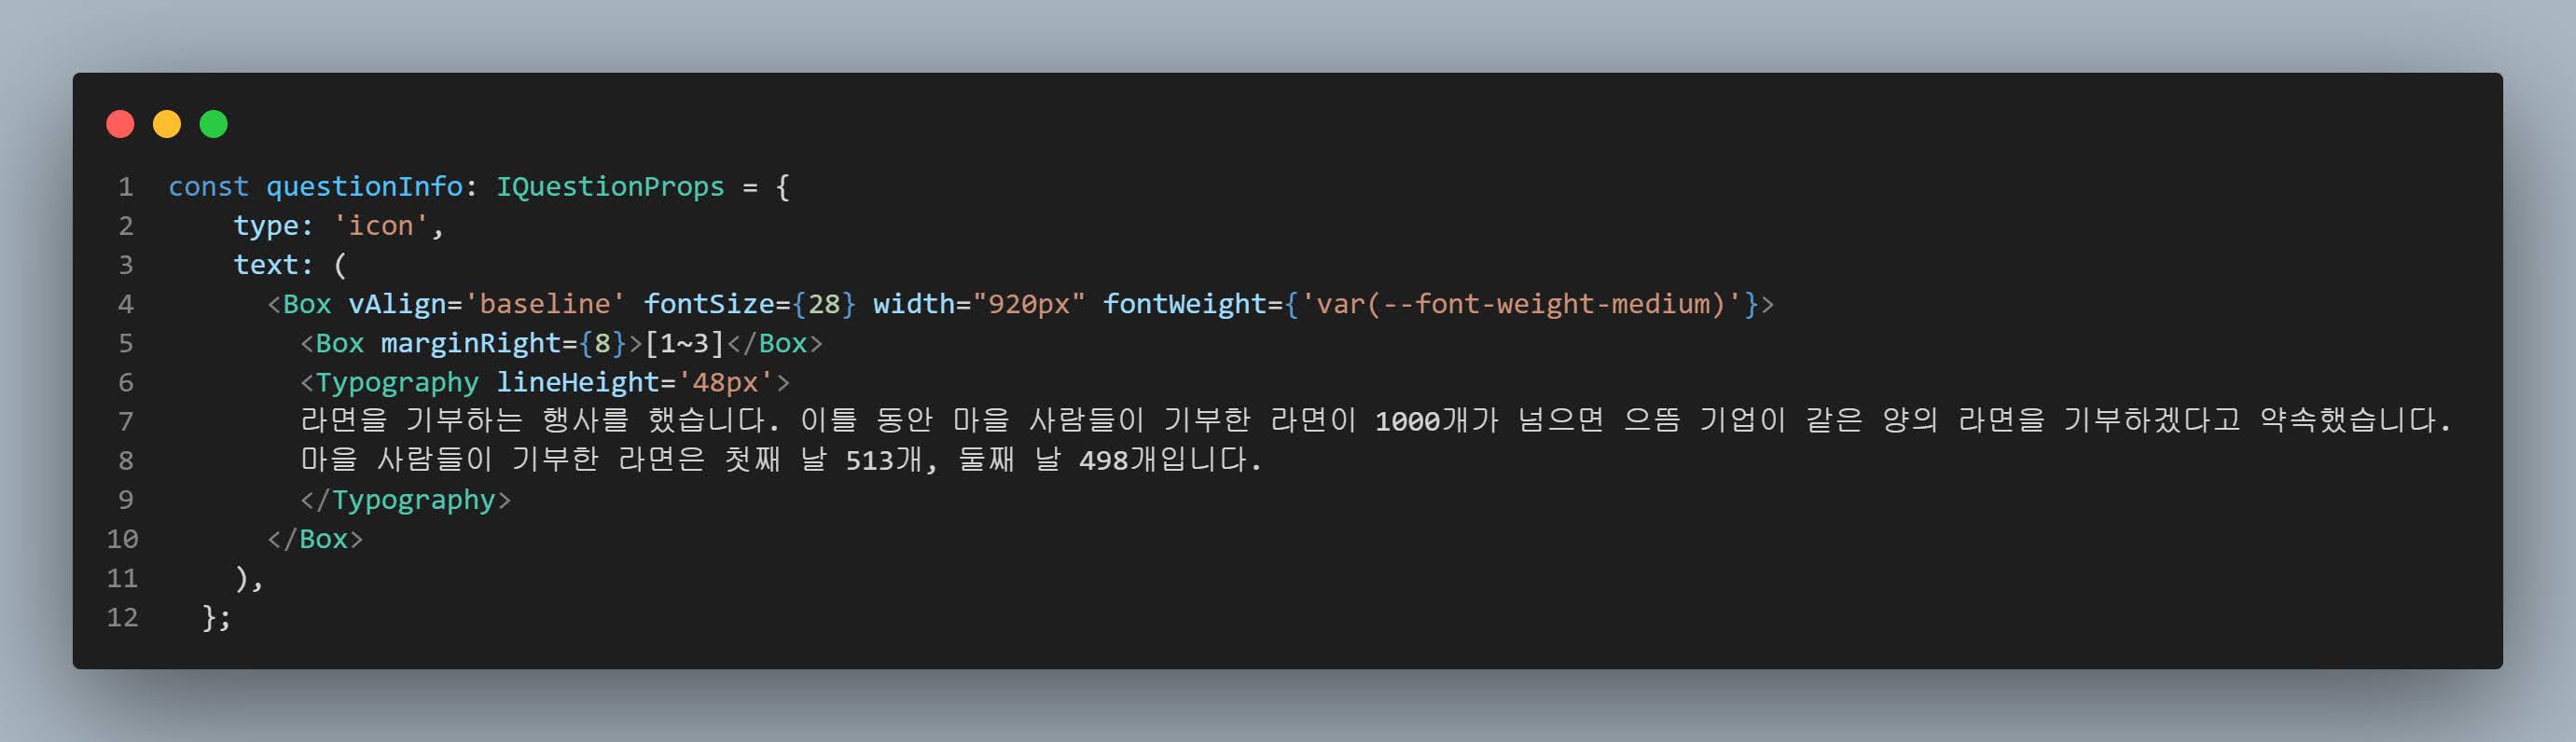 1 const questionInfo: IQuestionProps = {
2 type: 'icon',
3 text: (
4 <Box vAlign='baseline' fontSize={28} width="920px" fontWeight={'var(--font-weight-medium)'}>
5 <Box marginRight={8}>[1~3]</Box>
6 <Typography lineHeight='48px'>
7 라면을 기부하는 행사를 했습니다. 이틀 동안 마을 사람들이 기부한 라면이 1000개가 넘으면 으뜸 기업이 같은 양의 라면을 기부하겠다고 약속했습니다.
8 마을 사람들이 기부한 라면은 첫째 날 513개, 둘째 날 498개입니다.
9 </Typography>
10 </Box>
11 ),
12 };